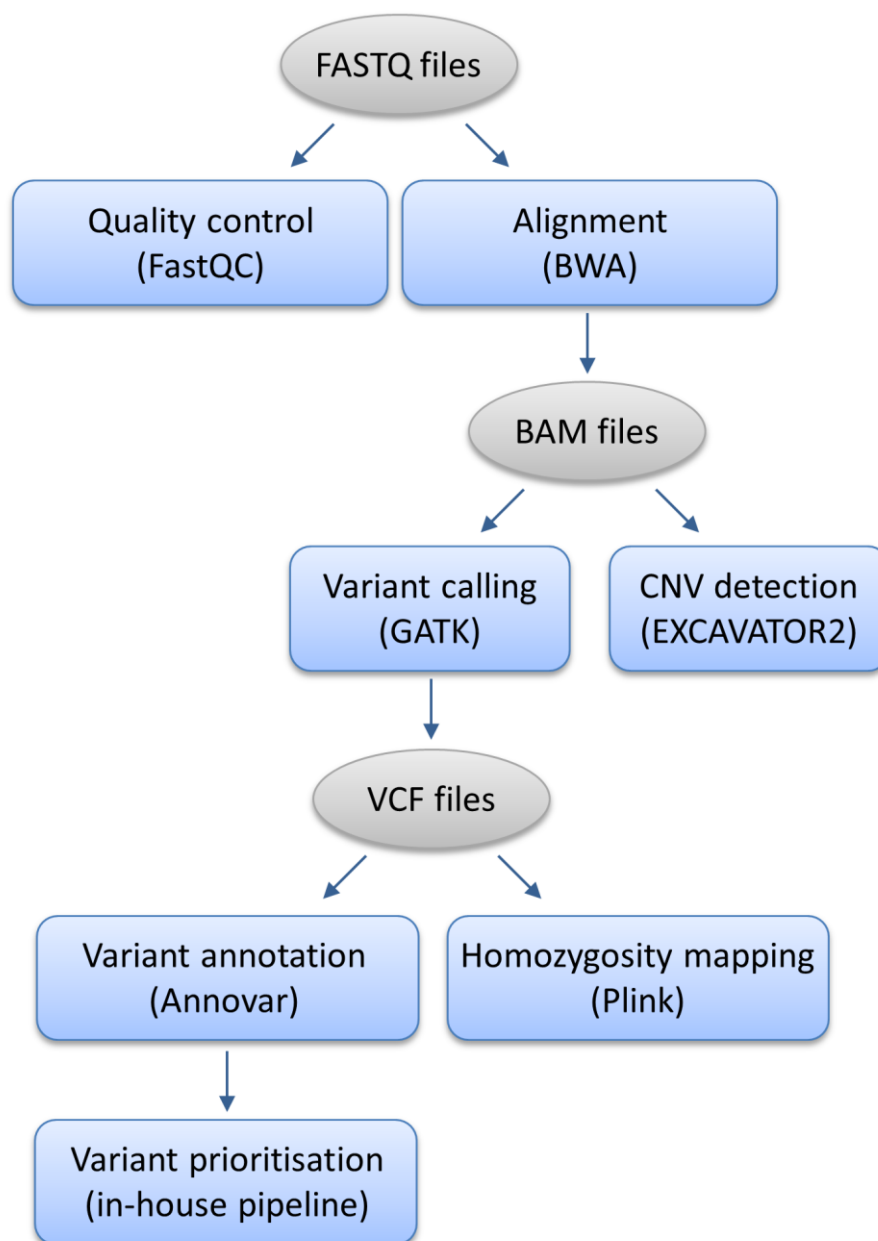 FASTQ files
Quality control
(FastQC)
Alignment
(BWA)
BAM files
Variant calling
(GATK)
CNV detection
(EXCAVATOR2)
VCF files
Variant annotation
(Annovar)
Homozygosity mapping
(Plink)
Variant prioritisation
(in-house pipeline)